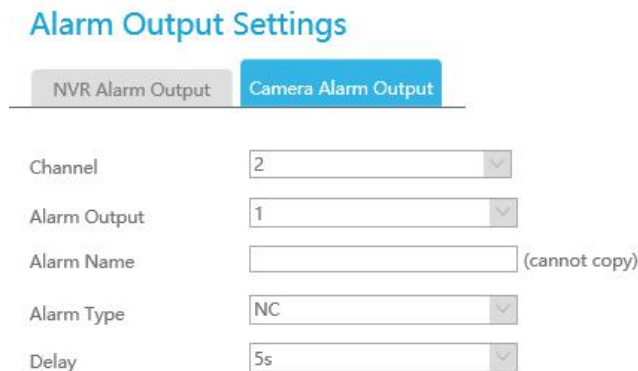 Alarm Output Settings
NVR Alarm Output Camera Alarm Output
Channel 2
Alarm Output 1
Alarm Name (cannot copy)
Alarm Type NC
Delay 5s